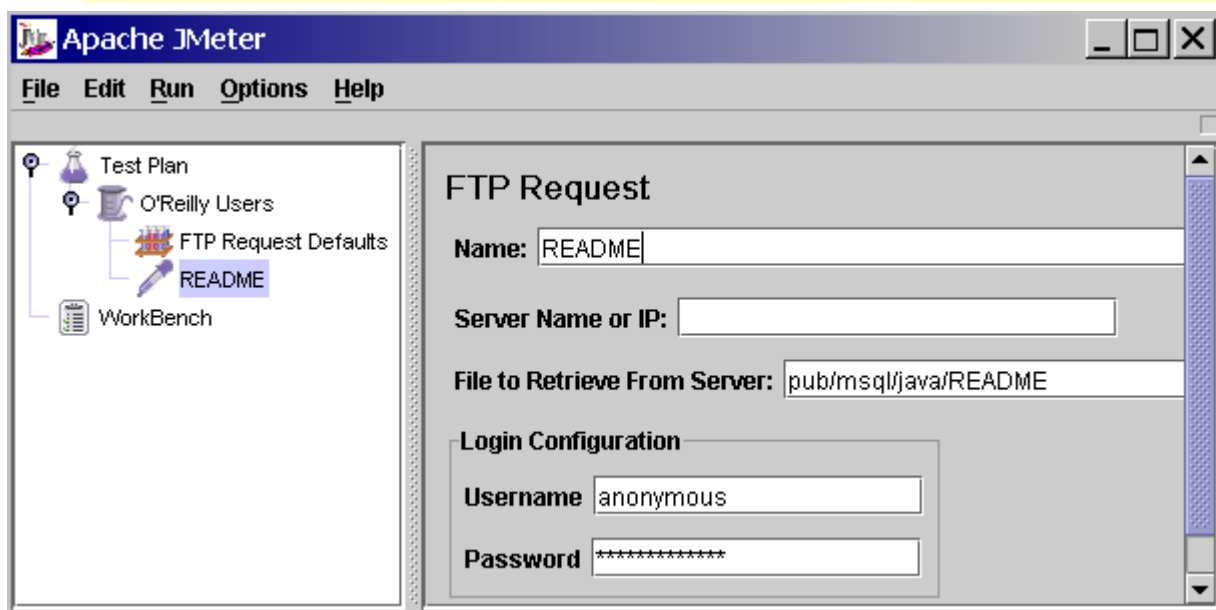 Apache JMeter
File Edit Run Options Help
Test Plan
O'Reilly Users
FTP Request Defaults
README
WorkBench
FTP Request
Name: README
Server Name or IP:
File to Retrieve From Server: pub/msql/java/README
Login Configuration
Username anonymous
Password *************